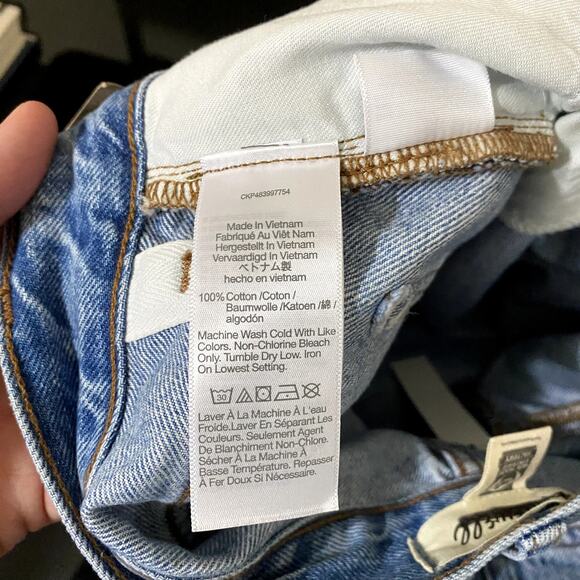 CKP483997754
Made In Vietnam
Fabriqué Au Viêt Nam
Hergestellt In Vietnam
Vervaardigd In Vietnam
ベトナム製
hecho en vietnam
100% Cotton /Coton /
Baumwolle /Katoen /綿 /
algodón
Machine Wash Cold With Like
Colors. Non-Chlorine Bleach
Only. Tumble Dry Low. Iron
On Lowest Setting.
30
Laver À La Machine À L'eau
Froide.Laver En Séparant Les
Couleurs. Seulement Agent
De Blanchiment Non-Chlore.
Sécher À La Machine À
Basse Température. Repasser
À Fer Doux Si Nécessaire.